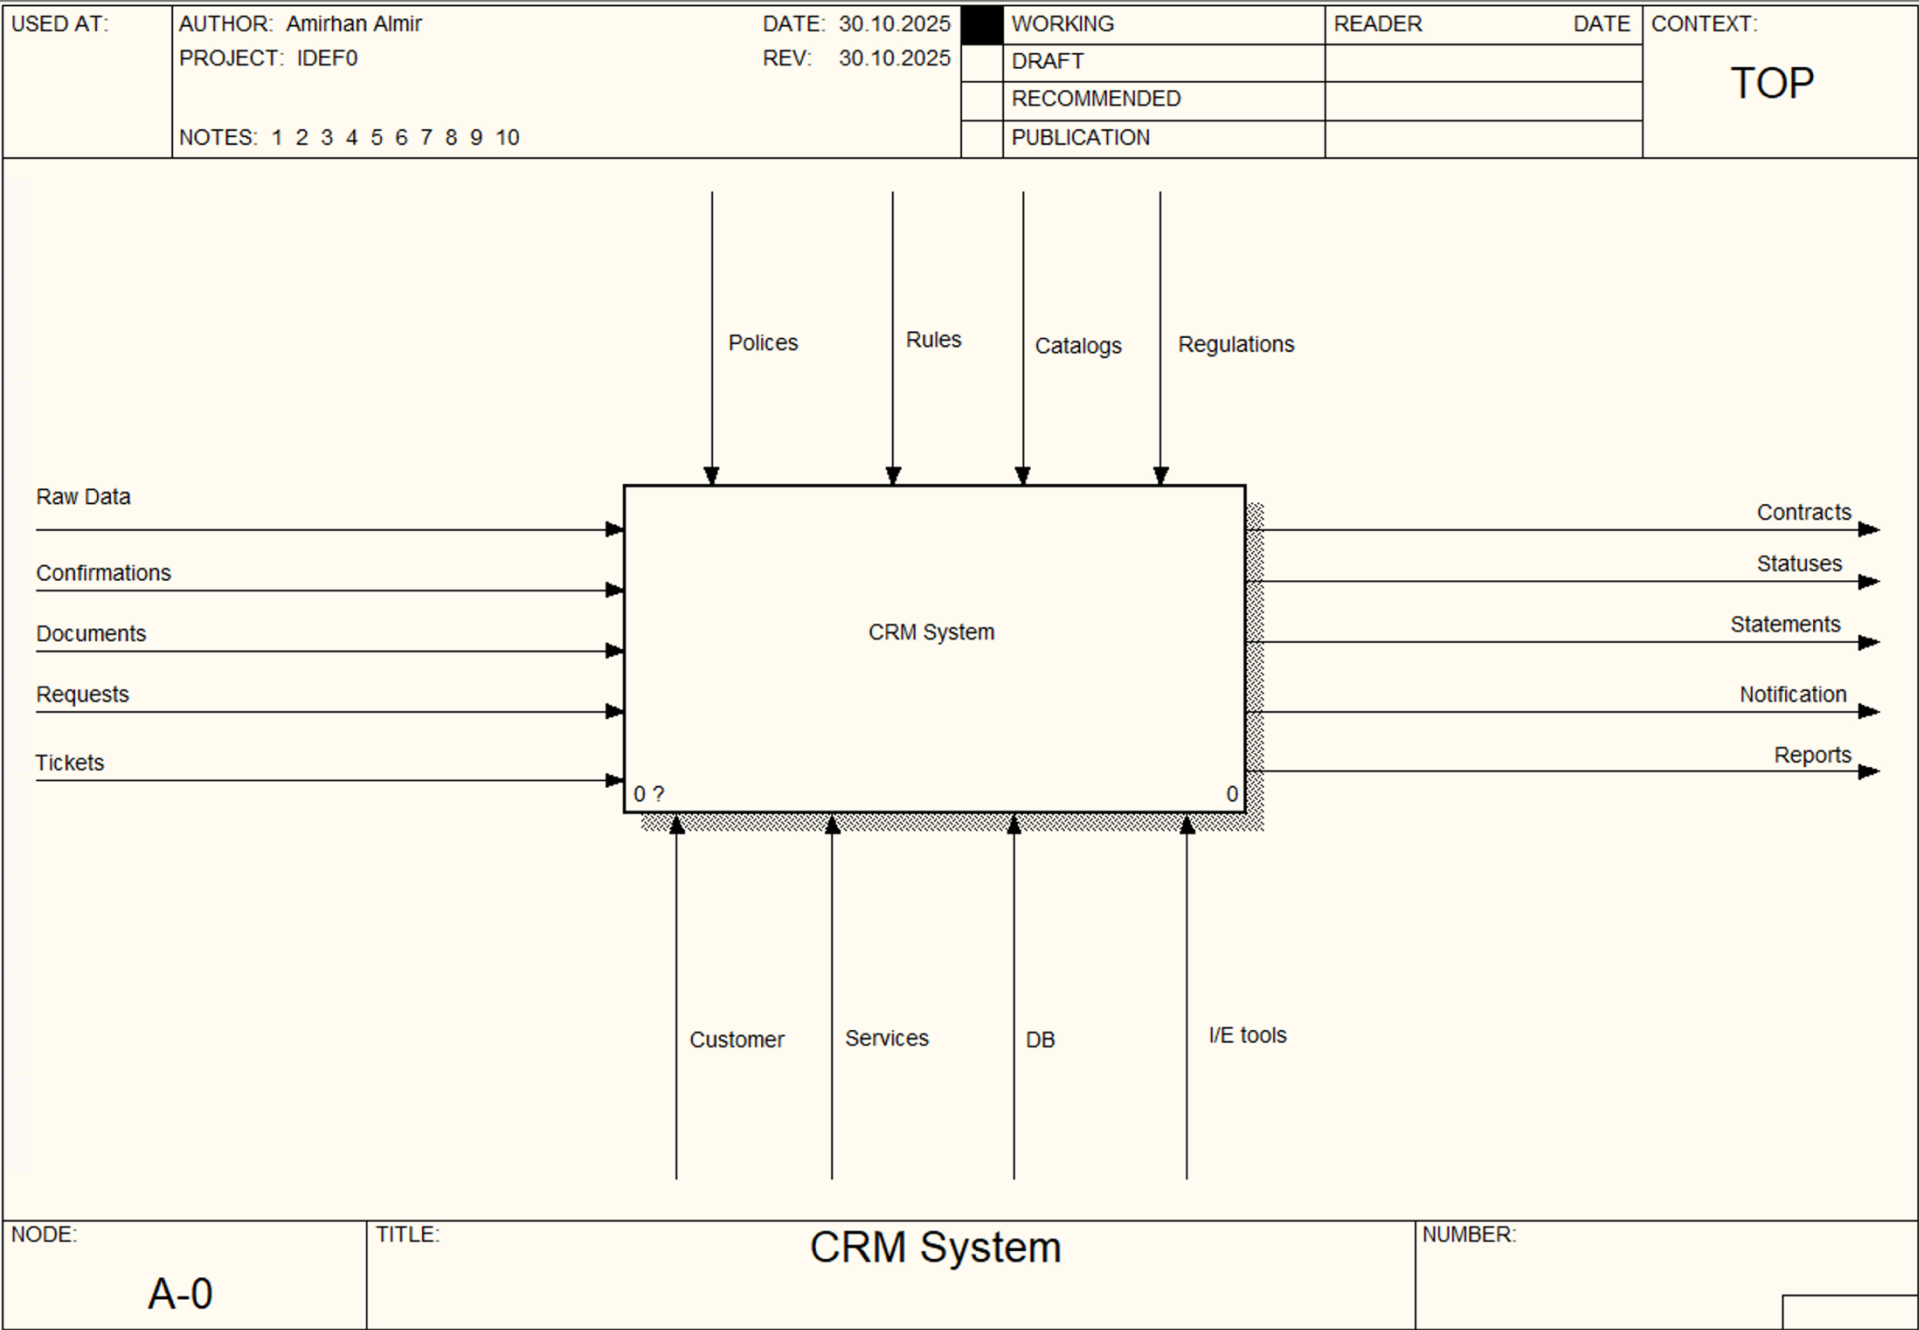 USED AT:
AUTHOR: Amirhan Almir
DATE: 30.10.2025
PROJECT: IDEF0
REV: 30.10.2025
NOTES: 1 2 3 4 5 6 7 8 9 10
WORKING
DRAFT
RECOMMENDED
PUBLICATION
READER DATE
CONTEXT:
TOP
Polices
Rules
Catalogs
Regulations
Raw Data
Confirmations
Documents
Requests
Tickets
CRM System
0 ?
0
Contracts
Statuses
Statements
Notification
Reports
Customer
Services
DB
I/E tools
NODE:
A-0
TITLE:
CRM System
NUMBER: